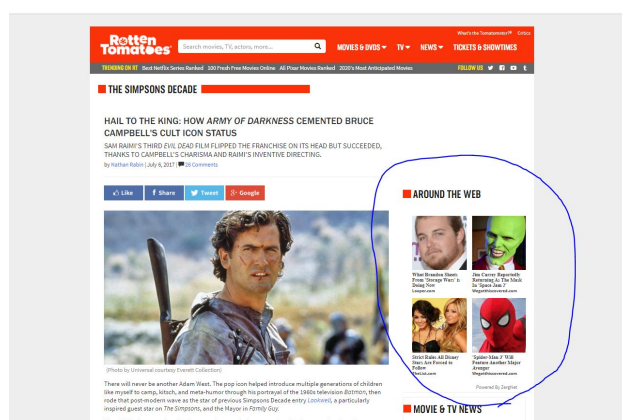 What's the Tomatometer?® Critics
Rotten
Tomatoes
Search movies, TV, actors, more...
MOVIES & DVDS TV NEWS TICKETS & SHOWTIMES
TRENDING ON RT Best Netflix Series Ranked 100 Fresh Free Movies Online All Pixar Movies Ranked 2020's Most Anticipated Movies FOLLOW US
THE SIMPSONS DECADE
HAIL TO THE KING: HOW ARMY OF DARKNESS CEMENTED BRUCE
CAMPBELL'S CULT ICON STATUS
SAM RAIMI'S THIRD EVIL DEAD FILM FLIPPED THE FRANCHISE ON ITS HEAD BUT SUCCEEDED,
THANKS TO CAMPBELL'S CHARISMA AND RAIMI'S INVENTIVE DIRECTING.
by Nathan Rabin | July 6, 2017 | 26 Comments
Like Share Tweet Google
(Photo by Universal courtesy Everett Collection)
There will never be another Adam West. The pop icon helped introduce multiple generations of children
like myself to camp, kitsch, and meta-humor through his portrayal of the 1960s television Batman, then
rode that post-modern wave as the star of previous Simpsons Decade entry Lookwell, a particularly
inspired guest star on The Simpsons, and the Mayor in Family Guy.
AROUND THE WEB
What Brandon Sheets
From 'Storage Wars' is
Doing Now
Looper.com
Jim Carrey Reportedly
Returning As The Mask
In 'Space Jam 2'
Wegotthiscovered.com
Strict Rules All Disney
Stars Are Forced to
Follow
TheList.com
'Spider-Man 3' Will
Feature Another Major
Avenger
Wegotthiscovered.com
Powered By ZergNet
MOVIE & TV NEWS